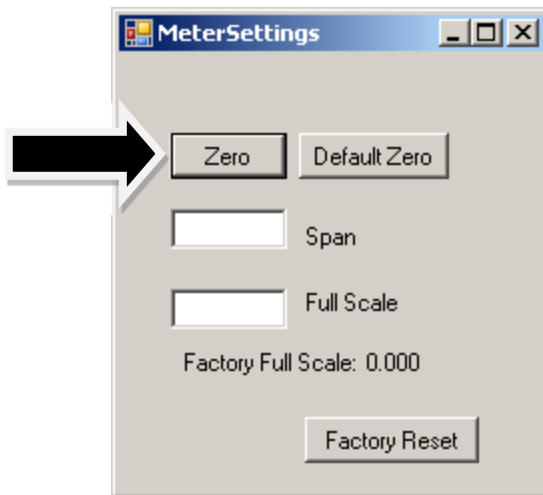 MeterSettings
Zero Default Zero
Span
Full Scale
Factory Full Scale: 0.000
Factory Reset